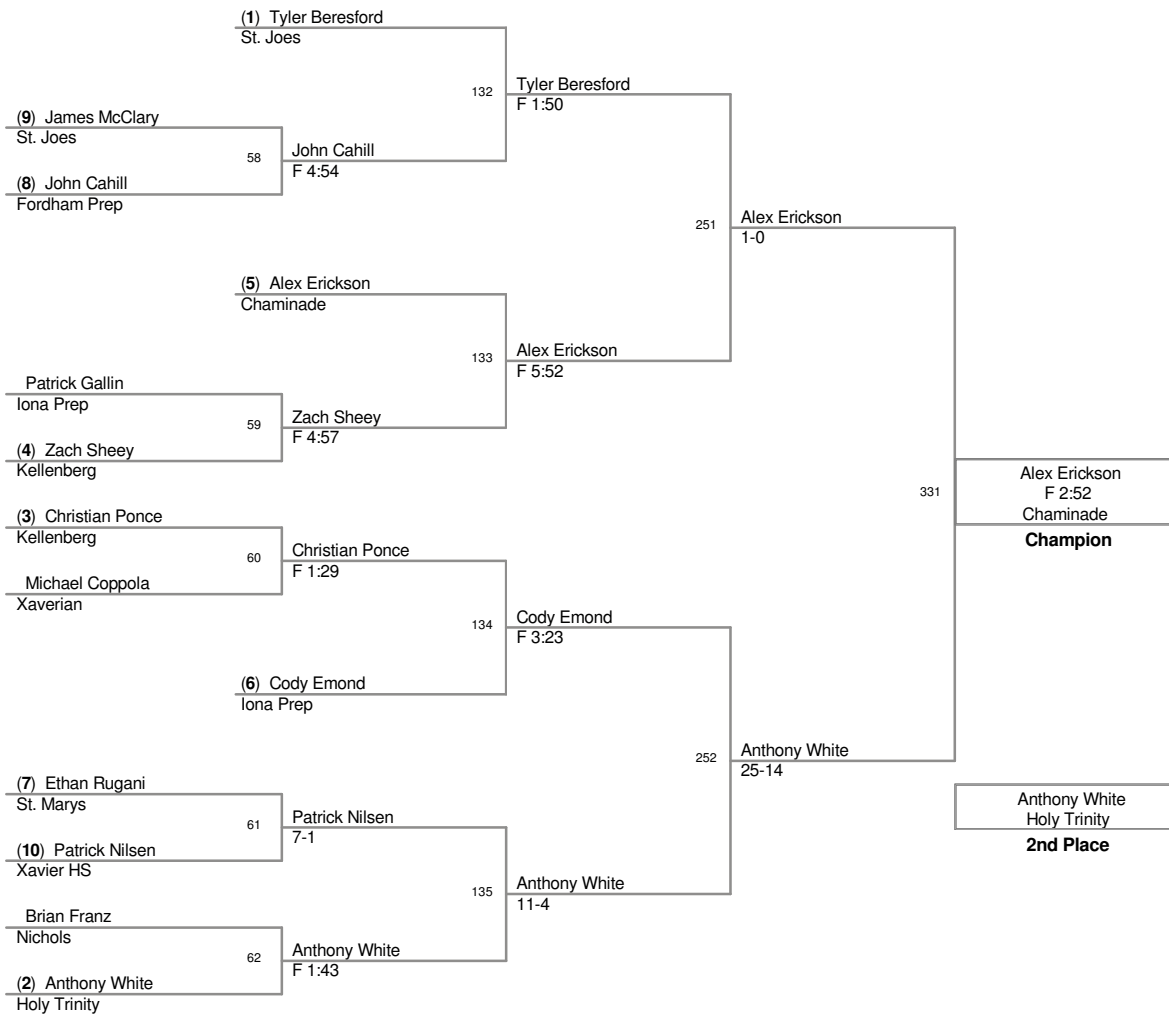 (1) Tyler Beresford
St. Joes
132
Tyler Beresford
F 1:50
(9) James McClary
St. Joes
58
John Cahill
F 4:54
(8) John Cahill
Fordham Prep
251
Alex Erickson
1-0
(5) Alex Erickson
Chaminade
133
Alex Erickson
F 5:52
Patrick Gallin
Iona Prep
59
Zach Sheey
F 4:57
(4) Zach Sheey
Kellenberg
331
Alex Erickson
F 2:52
Chaminade
Champion
(3) Christian Ponce
Kellenberg
60
Christian Ponce
F 1:29
Michael Coppola
Xaverian
134
Cody Emond
F 3:23
(6) Cody Emond
Iona Prep
252
Anthony White
25-14
(7) Ethan Rugani
St. Marys
61
Patrick Nilsen
7-1
(10) Patrick Nilsen
Xavier HS
135
Anthony White
11-4
Brian Franz
Nichols
62
Anthony White
F 1:43
(2) Anthony White
Holy Trinity
Anthony White
Holy Trinity
2nd Place